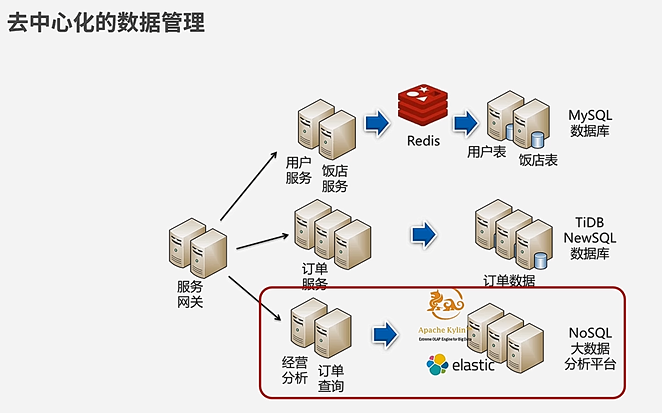 去中心化的数据管理
用户
服务
饭店
服务
Redis
用户表
饭店表
MySQL
数据库
服务
网关
订单
服务
订单数据
TiDB
NewSQL
数据库
经营
分析
订单
查询
Apache Kylin
Extreme OLAP Engine for Big Data
elastic
NoSQL
大数据
分析平台